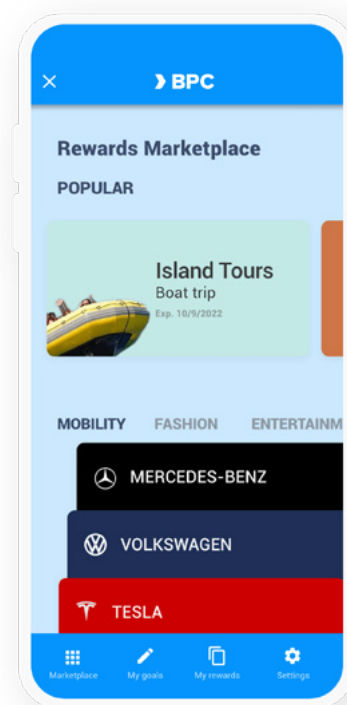 BPC
Rewards Marketplace
POPULAR
Island Tours
Boat trip
Exp. 10/9/2022
MOBILITY FASHION ENTERTAINM
MERCEDES-BENZ
VOLKSWAGEN
TESLA
Marketplace My goals My rewards Settings